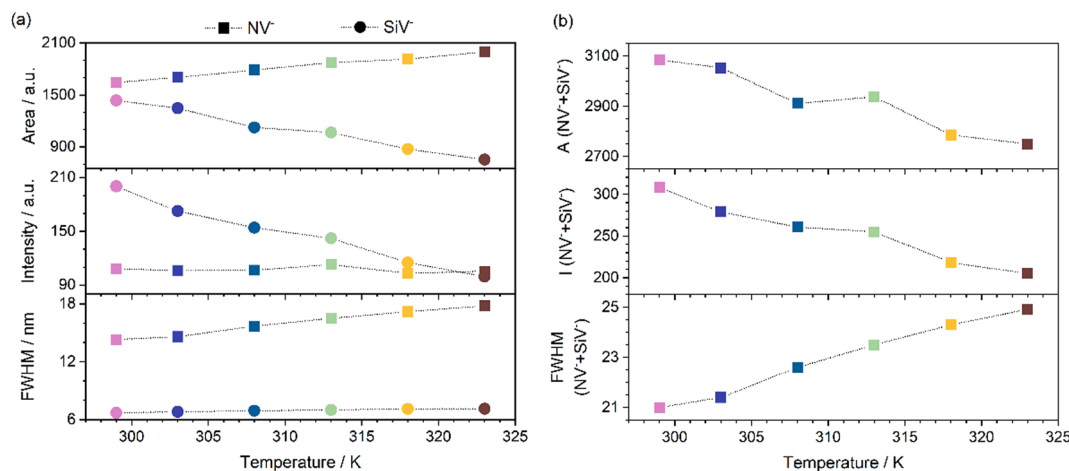 (a)
NV⁻
SiV⁻
2100
1500
900
Area / a.u.
210
150
90
Intensity / a.u.
18
12
6
FWHM / nm
300 305 310 315 320 325
Temperature / K
(b)
3100
2900
2700
A (NV⁻+SiV⁻)
300
250
200
I (NV⁻+SiV⁻)
25
23
21
FWHM
(NV⁻+SiV⁻)
300 305 310 315 320 325
Temperature / K